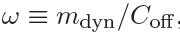 ω ≡ m_dyn/C_off,